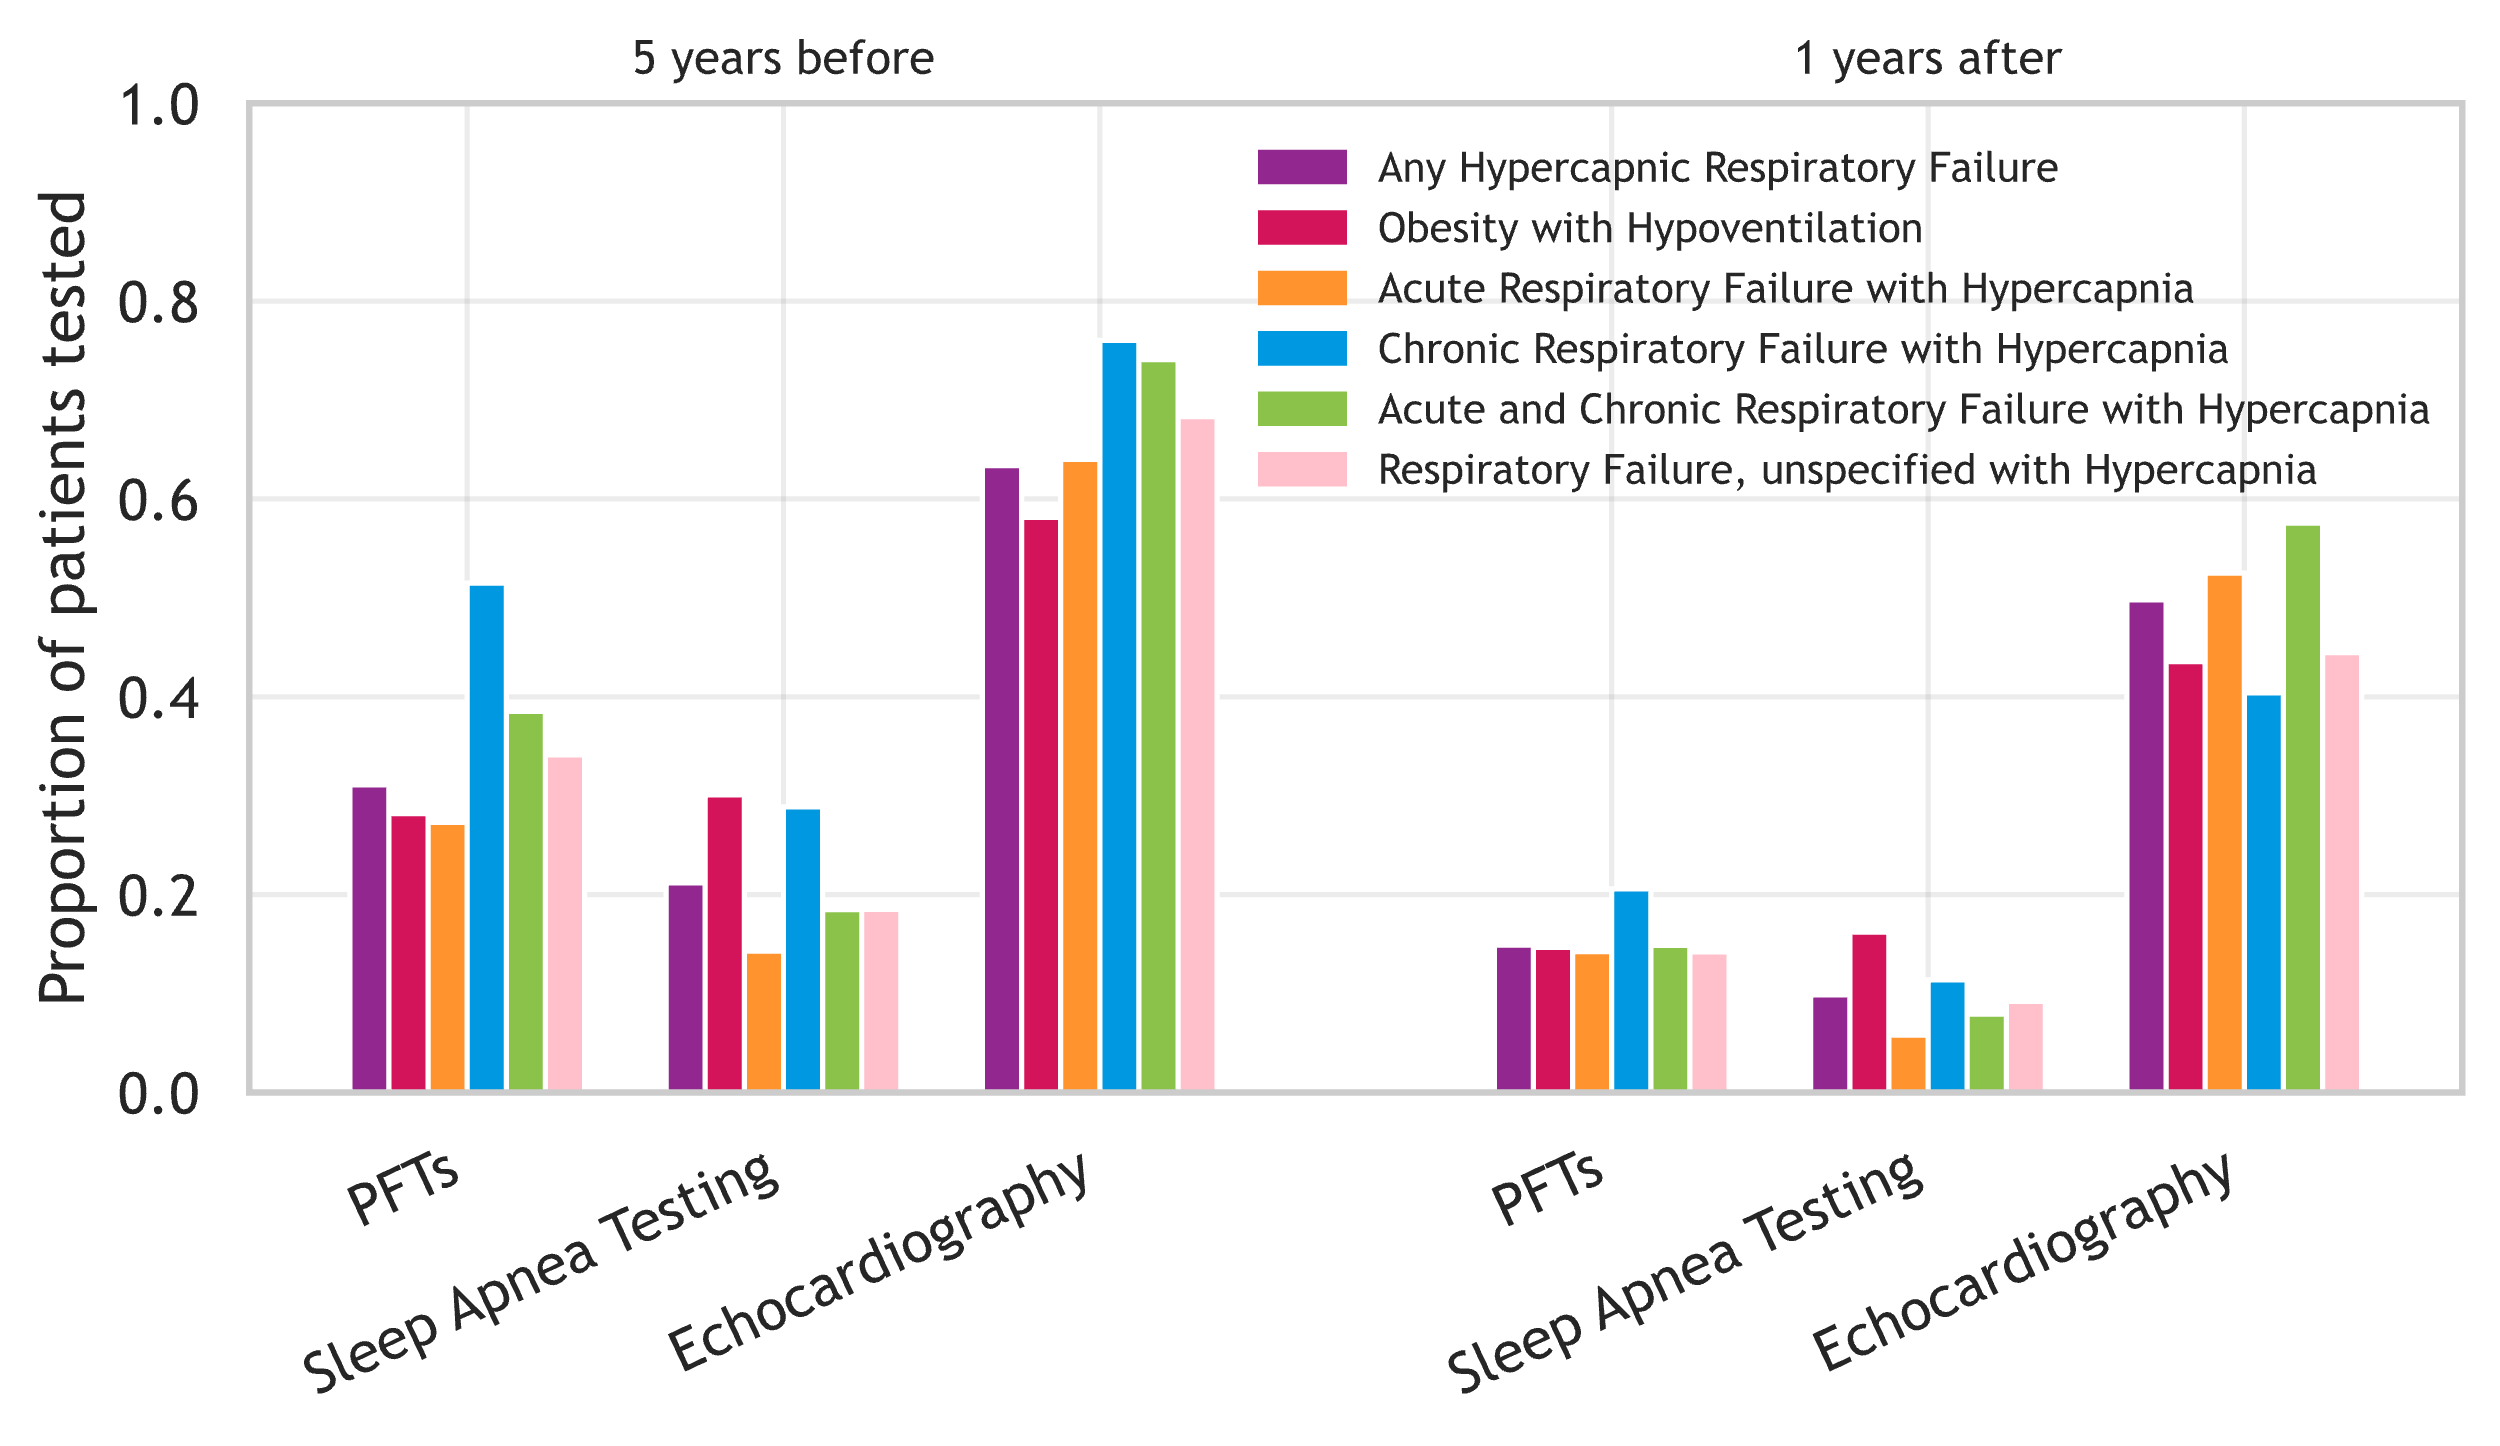 5 years before
1 years after
Proportion of patients tested
1.0
0.8
0.6
0.4
0.2
0.0
Any Hypercapnic Respiratory Failure
Obesity with Hypoventilation
Acute Respiratory Failure with Hypercapnia
Chronic Respiratory Failure with Hypercapnia
Acute and Chronic Respiratory Failure with Hypercapnia
Respiratory Failure, unspecified with Hypercapnia
PFTs
Sleep Apnea Testing
Echocardiography
PFTs
Sleep Apnea Testing
Echocardiography